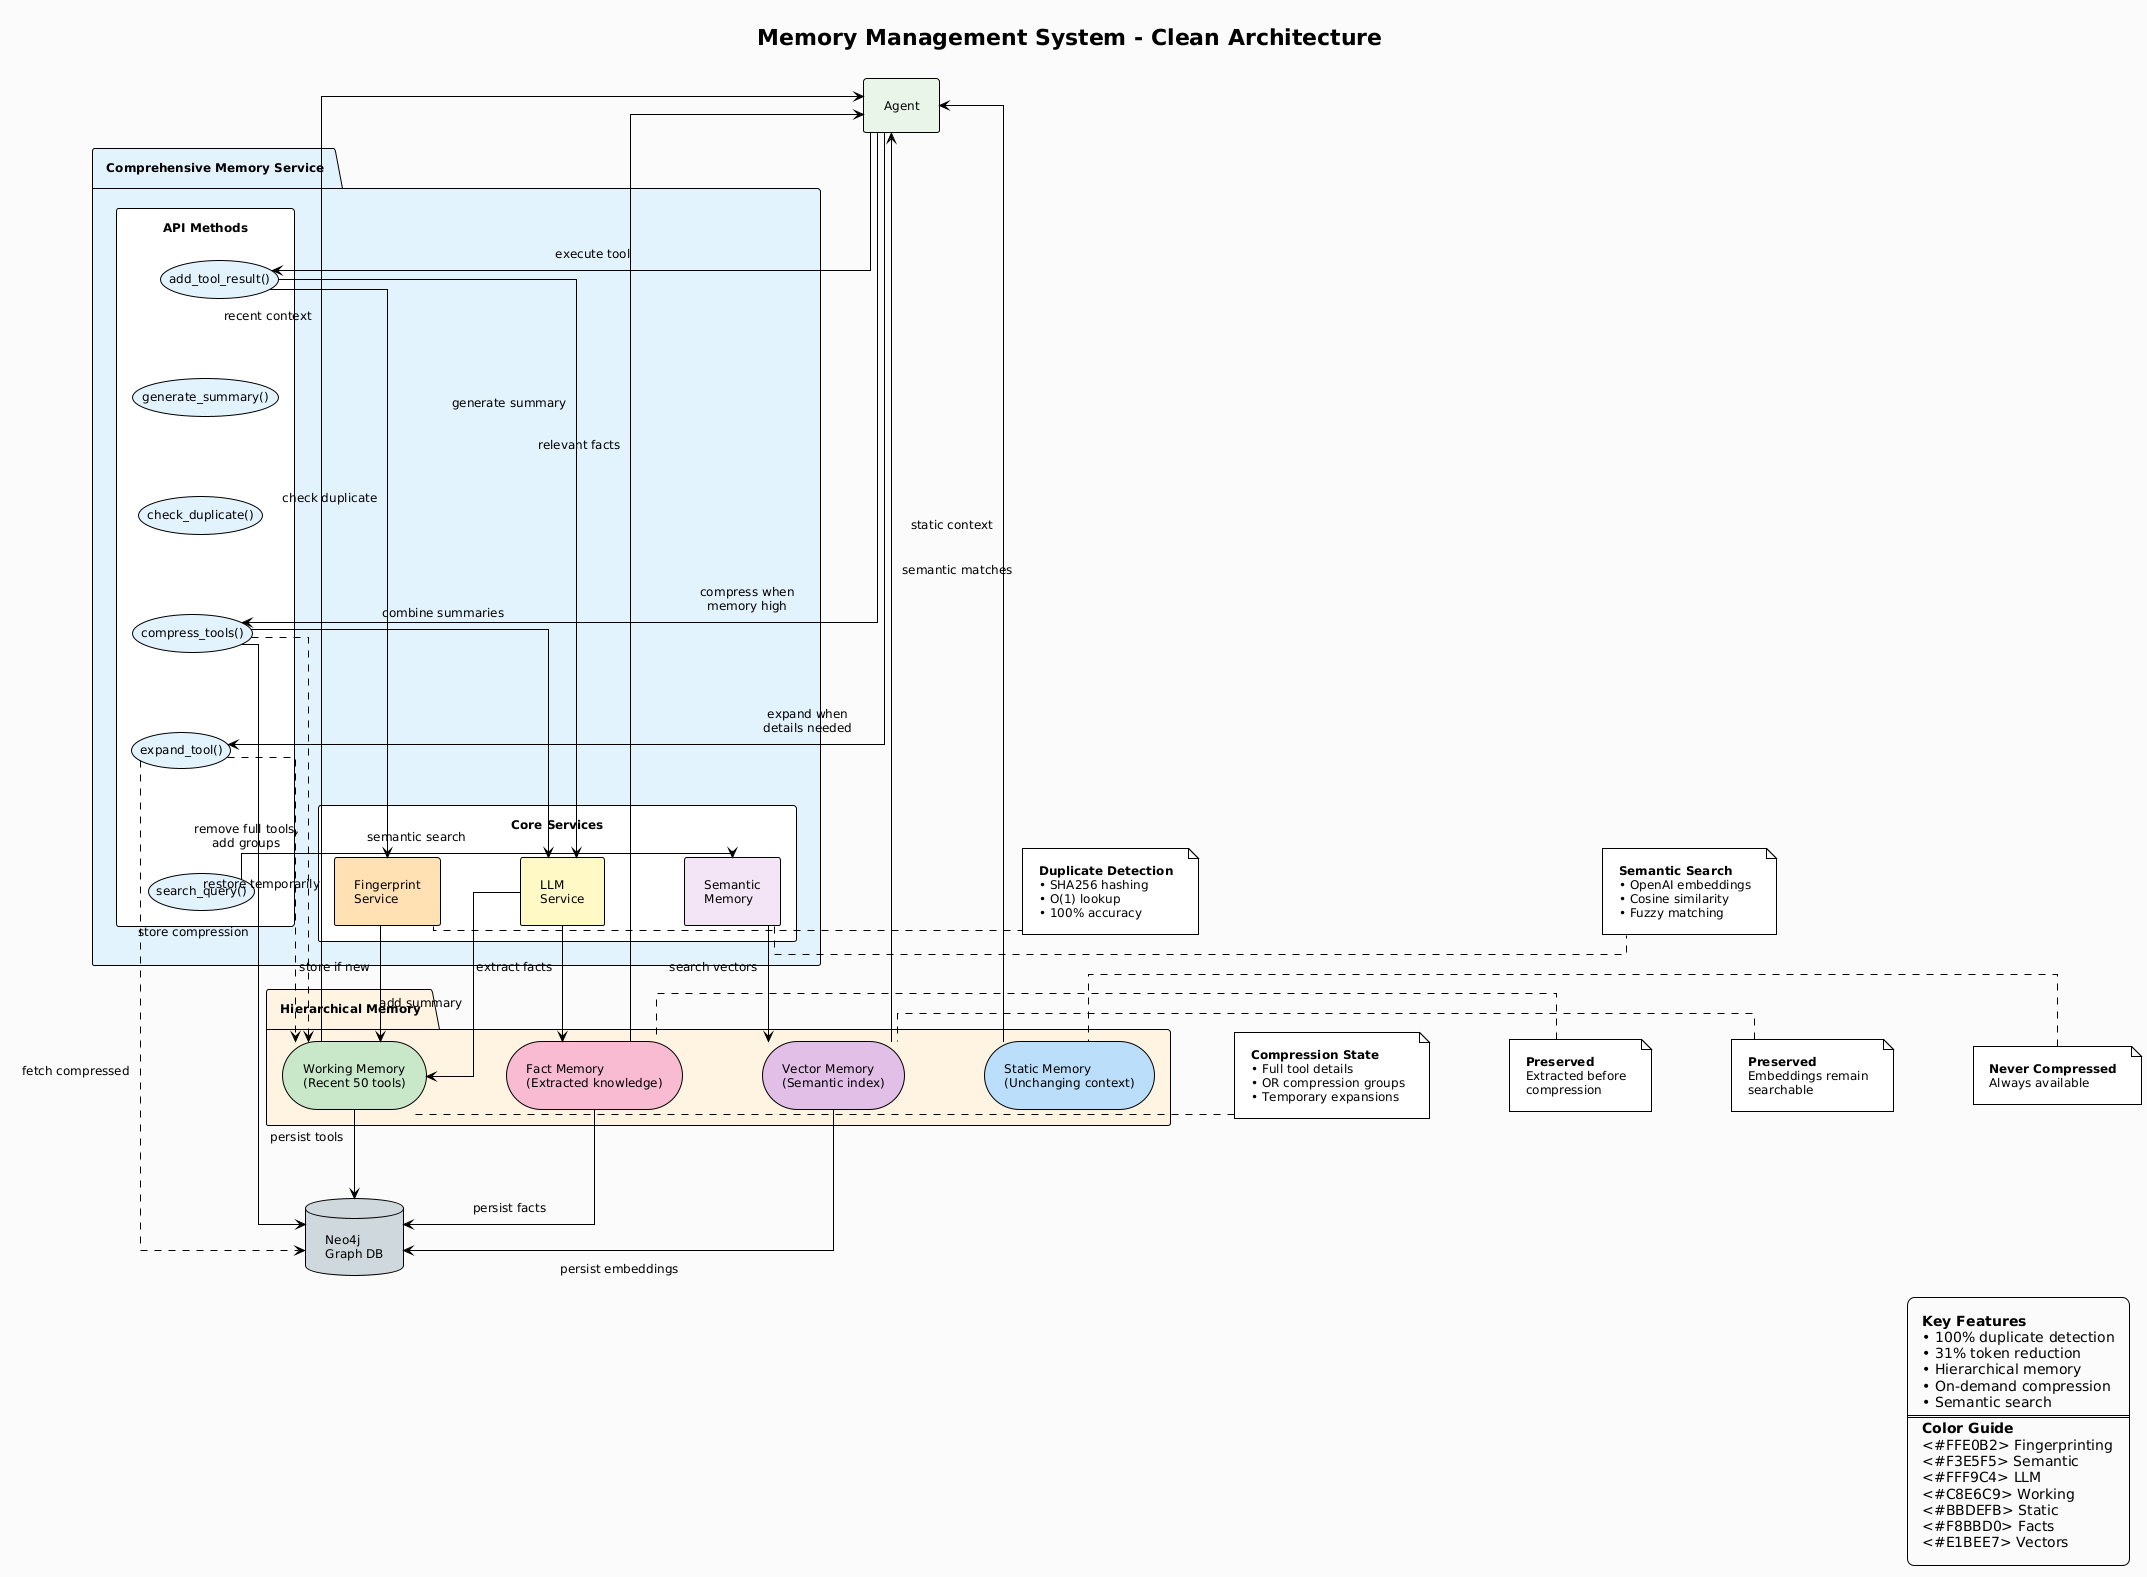 Memory Management System - Clean Architecture
Agent
Comprehensive Memory Service
API Methods
execute tool
add_tool_result()
recent context
generate_summary()
generate summary
relevant facts
check duplicate
check_duplicate()
static context
semantic matches
compress when
memory high
combine summaries
compress_tools()
expand when
details needed
expand_tool()
remove full tools,
add groups
semantic search
Core Services
restore temporarily
search_query()
Fingerprint
Service
LLM
Service
Semantic
Memory
Duplicate Detection
• SHA256 hashing
• O(1) lookup
• 100% accuracy
Semantic Search
• OpenAI embeddings
• Cosine similarity
• Fuzzy matching
store compression
store if new
extract facts
search vectors
add summary
Hierarchical Memory
Working Memory
(Recent 50 tools)
Fact Memory
(Extracted knowledge)
Vector Memory
(Semantic index)
Static Memory
(Unchanging context)
Compression State
• Full tool details
• OR compression groups
• Temporary expansions
Preserved
Extracted before
compression
Preserved
Embeddings remain
searchable
Never Compressed
Always available
fetch compressed
persist tools
persist facts
Neo4j
Graph DB
persist embeddings
Key Features
• 100% duplicate detection
• 31% token reduction
• Hierarchical memory
• On-demand compression
• Semantic search
Color Guide
<#FFE0B2> Fingerprinting
<#F3E5F5> Semantic
<#FFF9C4> LLM
<#C8E6C9> Working
<#BBDEFB> Static
<#F8BBD0> Facts
<#E1BEE7> Vectors